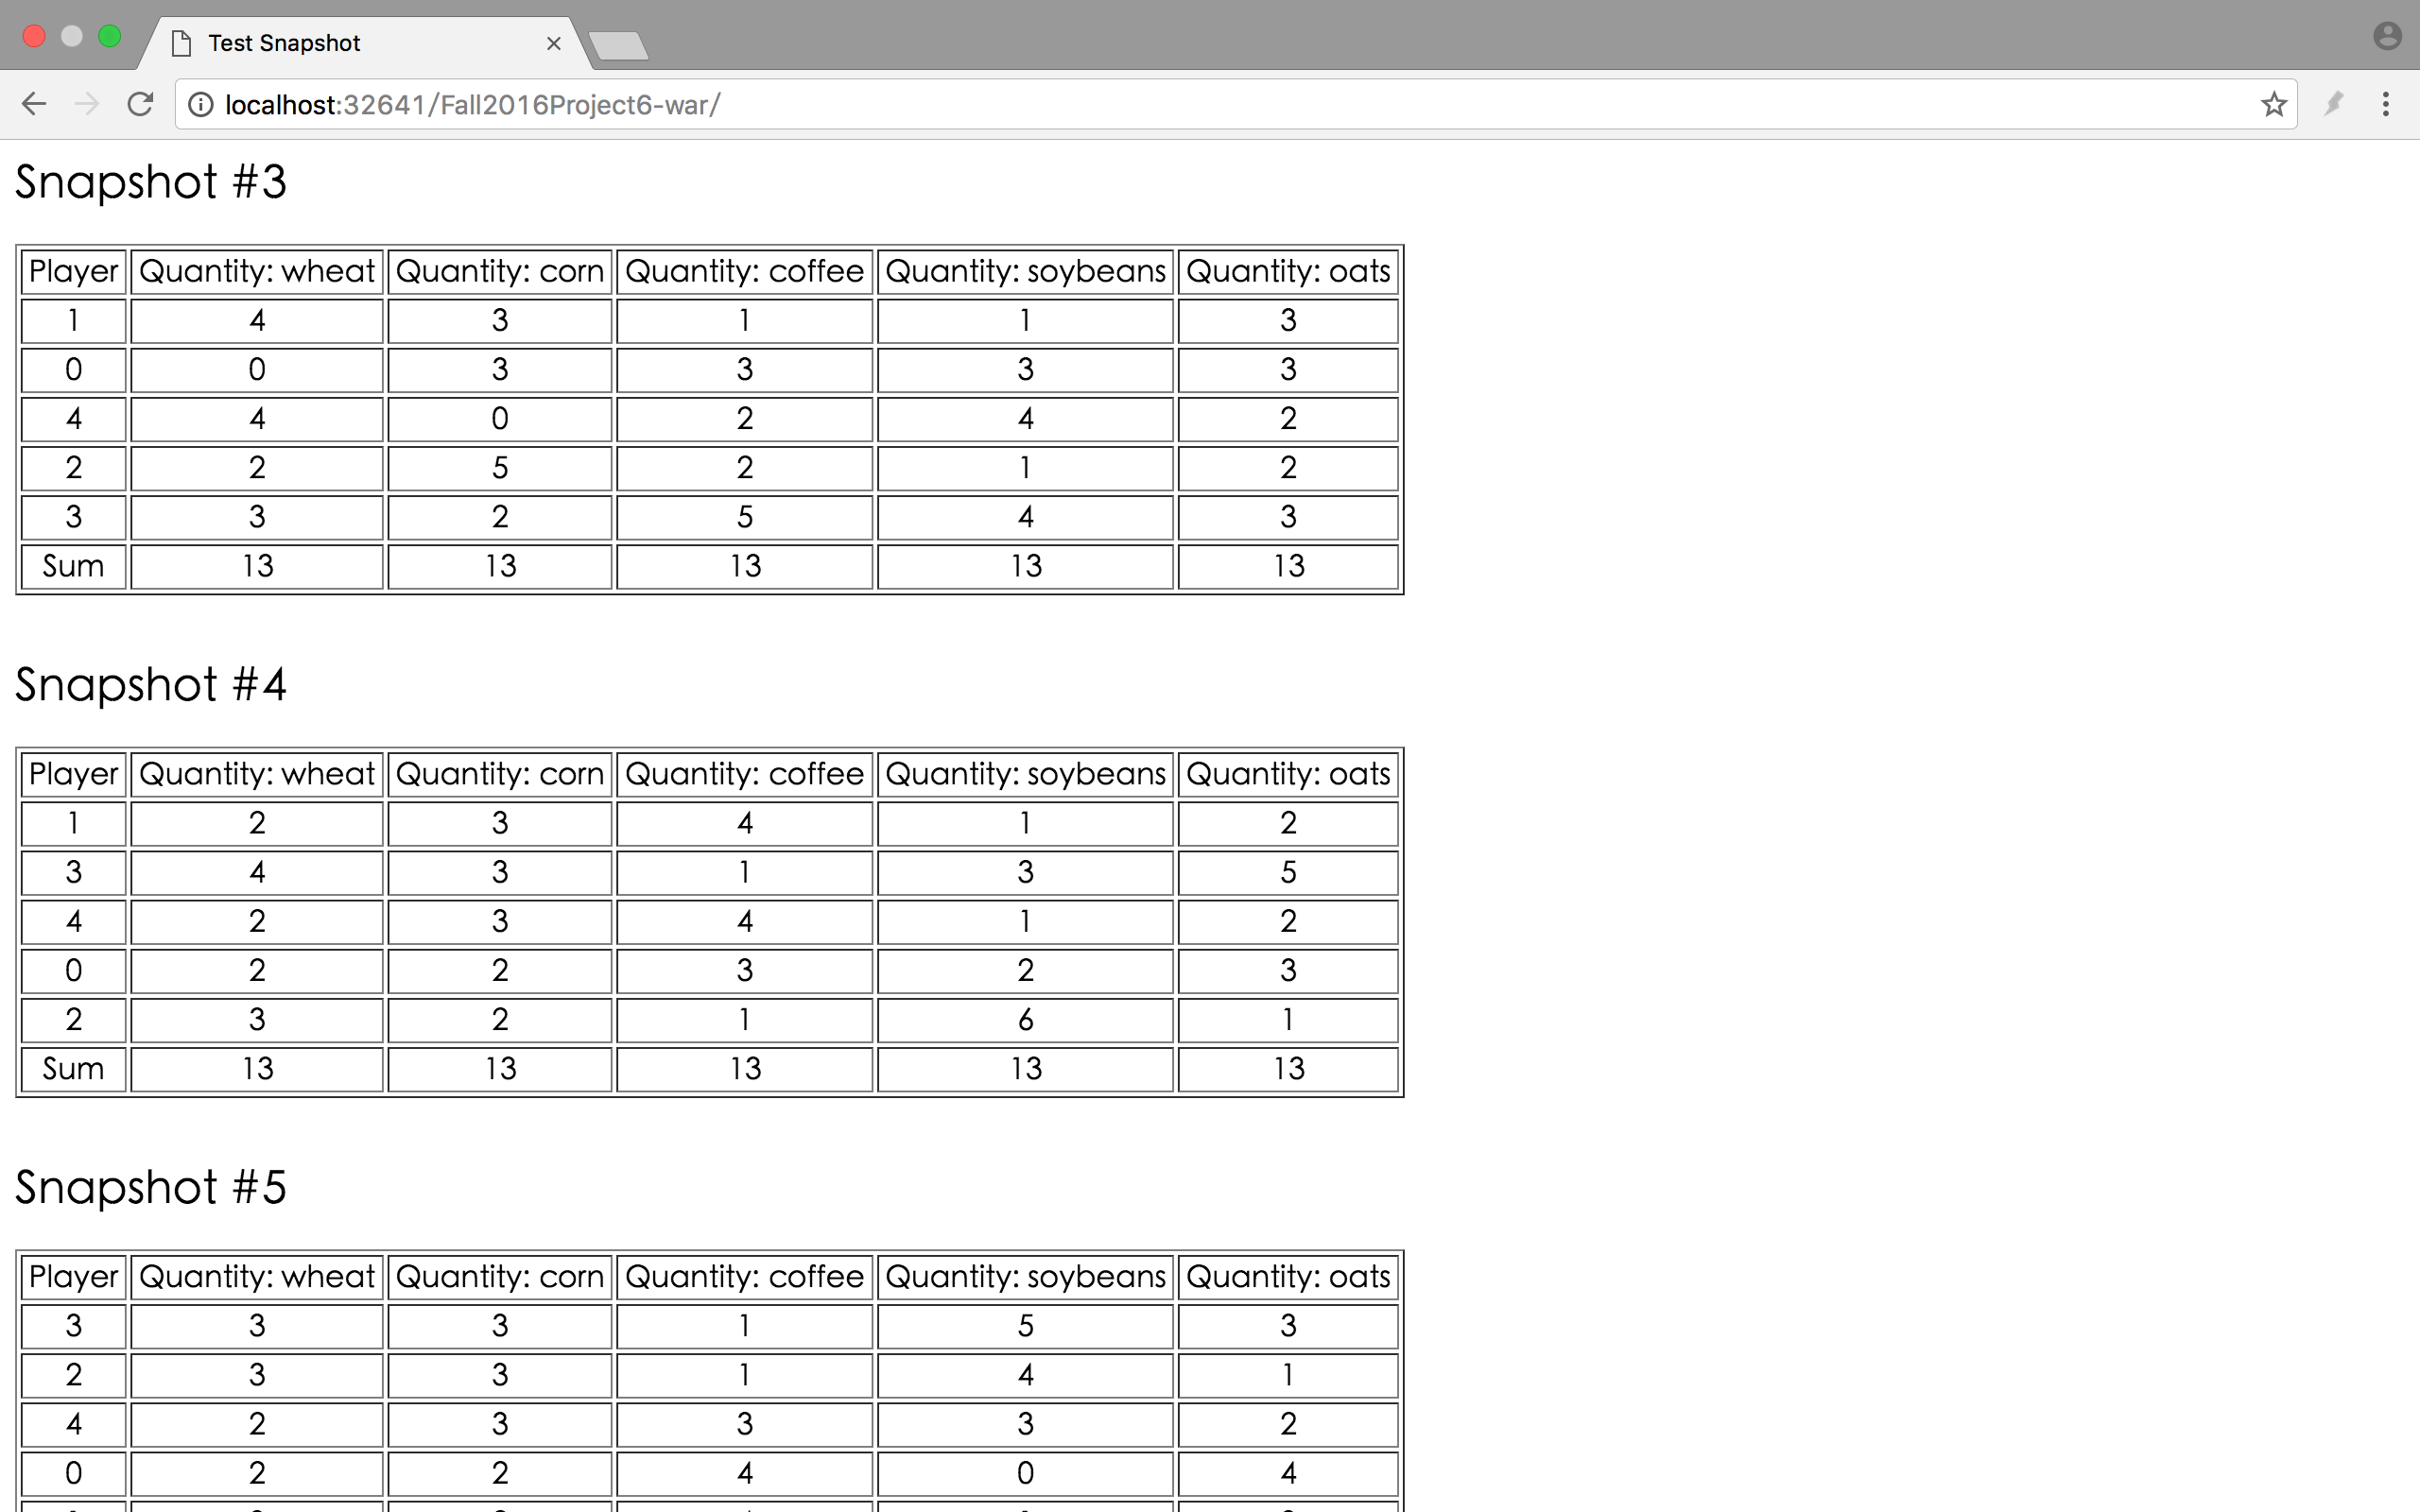 Test Snapshot
localhost:32641/Fall2016Project6-war/
Snapshot #3
Player Quantity: wheat Quantity: corn Quantity: coffee Quantity: soybeans Quantity: oats
1 4 3 1 1 3
0 0 3 3 3 3
4 4 0 2 4 2
2 2 5 2 1 2
3 3 2 5 4 3
Sum 13 13 13 13 13
Snapshot #4
Player Quantity: wheat Quantity: corn Quantity: coffee Quantity: soybeans Quantity: oats
1 2 3 4 1 2
3 4 3 1 3 5
4 2 3 4 1 2
0 2 2 3 2 3
2 3 2 1 6 1
Sum 13 13 13 13 13
Snapshot #5
Player Quantity: wheat Quantity: corn Quantity: coffee Quantity: soybeans Quantity: oats
3 3 3 1 5 3
2 3 3 1 4 1
4 2 3 3 3 2
0 2 2 4 0 4